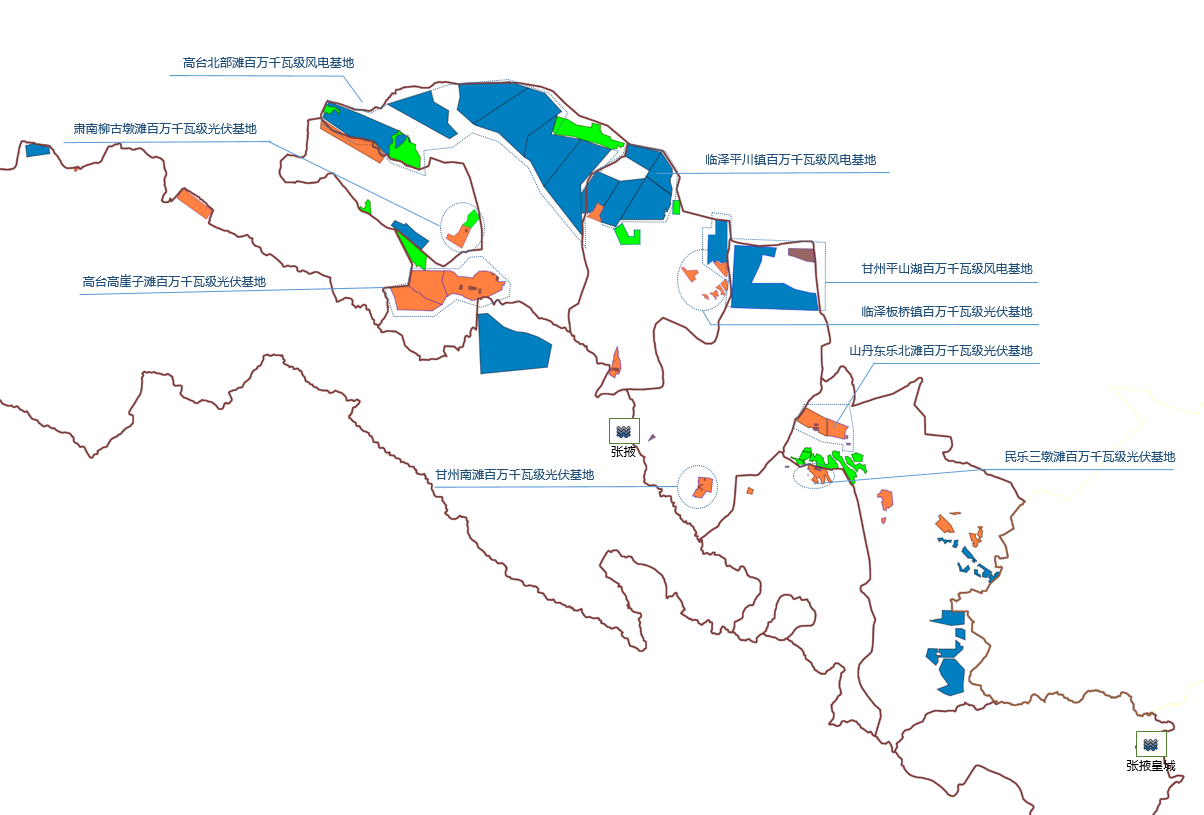 高台北部滩百万千瓦级风电基地
肃南柳古墩滩百万千瓦级光伏基地
临泽平川镇百万千瓦级风电基地
甘州平山湖百万千瓦级风电基地
高台高崖子滩百万千瓦级光伏基地
临泽板桥镇百万千瓦级光伏基地
山丹东乐北滩百万千瓦级光伏基地
张掖
民乐三墩滩百万千瓦级光伏基地
甘州南滩百万千瓦级光伏基地
张掖皇城